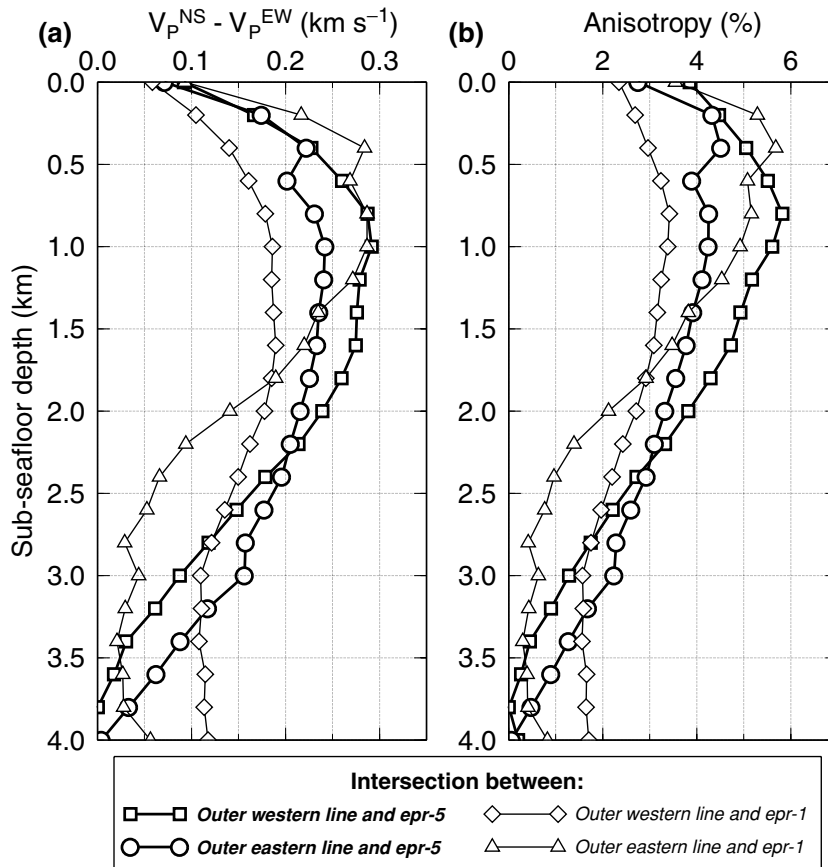 (a)
V_P^NS - V_P^EW (km s⁻¹)
0.0 0.1 0.2 0.3
(b)
Anisotropy (%)
0 2 4 6
Sub-seafloor depth (km)
0.0
0.5
1.0
1.5
2.0
2.5
3.0
3.5
4.0
0.0
0.5
1.0
1.5
2.0
2.5
3.0
3.5
4.0
Intersection between:
Outer western line and epr-5
Outer western line and epr-1
Outer eastern line and epr-5
Outer eastern line and epr-1